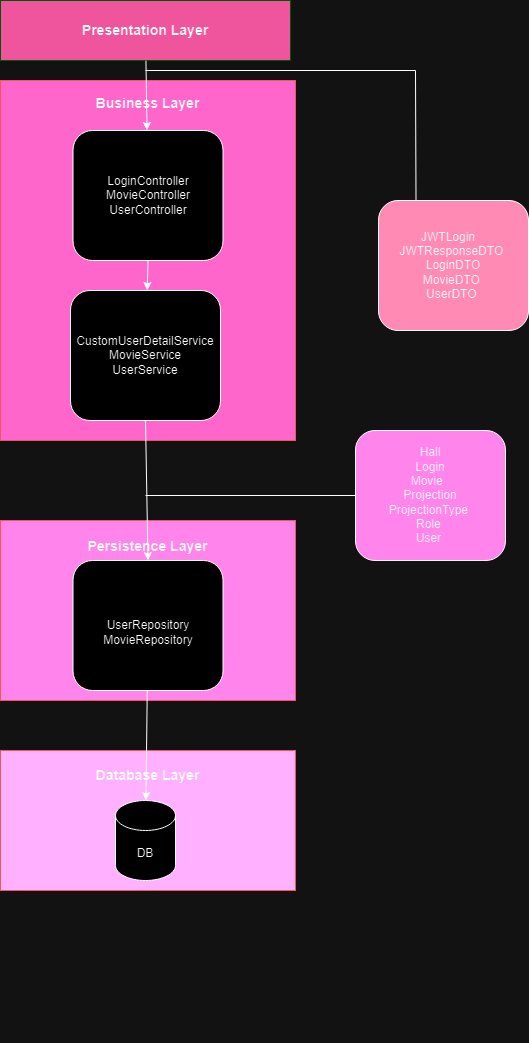 Presentation Layer
Business Layer
LoginController
MovieController
UserController
JWTLogin
JWTResponseDTO
LoginDTO
MovieDTO
UserDTO
CustomUserDetailService
MovieService
UserService
Hall
Login
Movie
Projection
ProjectionType
Role
User
Persistence Layer
UserRepository
MovieRepository
Database Layer
DB